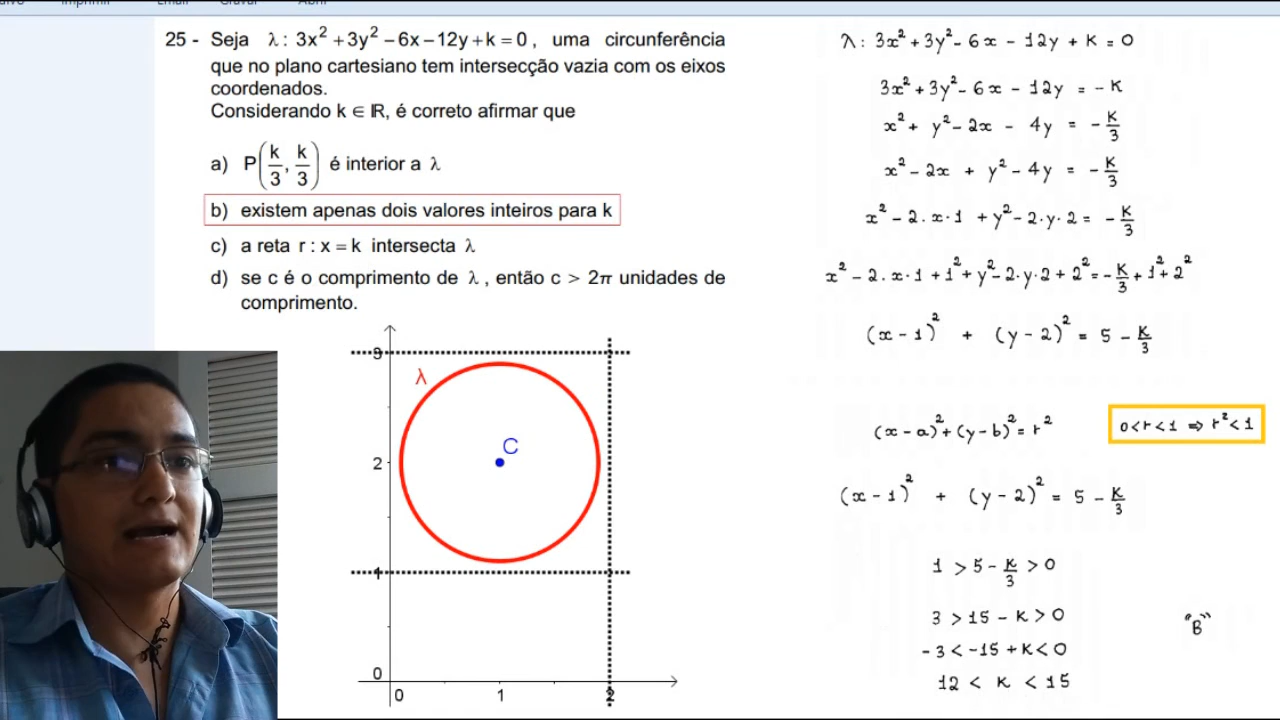 Imprimir Email Gravar Abrir
25 - Seja λ: 3x² + 3y² − 6x − 12y + k = 0, uma circunferência
que no plano cartesiano tem intersecção vazia com os eixos
coordenados.
Considerando k ∈ ℝ, é correto afirmar que
a) P(k/3, k/3) é interior a λ
b) existem apenas dois valores inteiros para k
c) a reta r : x = k intersecta λ
d) se c é o comprimento de λ, então c > 2π unidades de
comprimento.
3
λ
C
2
1
0
0 1 2
λ: 3x² + 3y² - 6x - 12y + K = 0
3x² + 3y² - 6x - 12y = - K
x² + y² - 2x - 4y = - K/3
x² - 2x + y² - 4y = - K/3
x² - 2.x.1 + y² - 2.y.2 = - K/3
x² - 2.x.1 + 1² + y² - 2.y.2 + 2² = - K/3 + 1² + 2²
(x - 1)² + (y - 2)² = 5 - K/3
(x - a)² + (y - b)² = r²
0 < r < 1 ⇒ r² < 1
(x - 1)² + (y - 2)² = 5 - K/3
1 > 5 - K/3 > 0
3 > 15 - K > 0
"B"
- 3 < -15 + K < 0
12 < K < 15